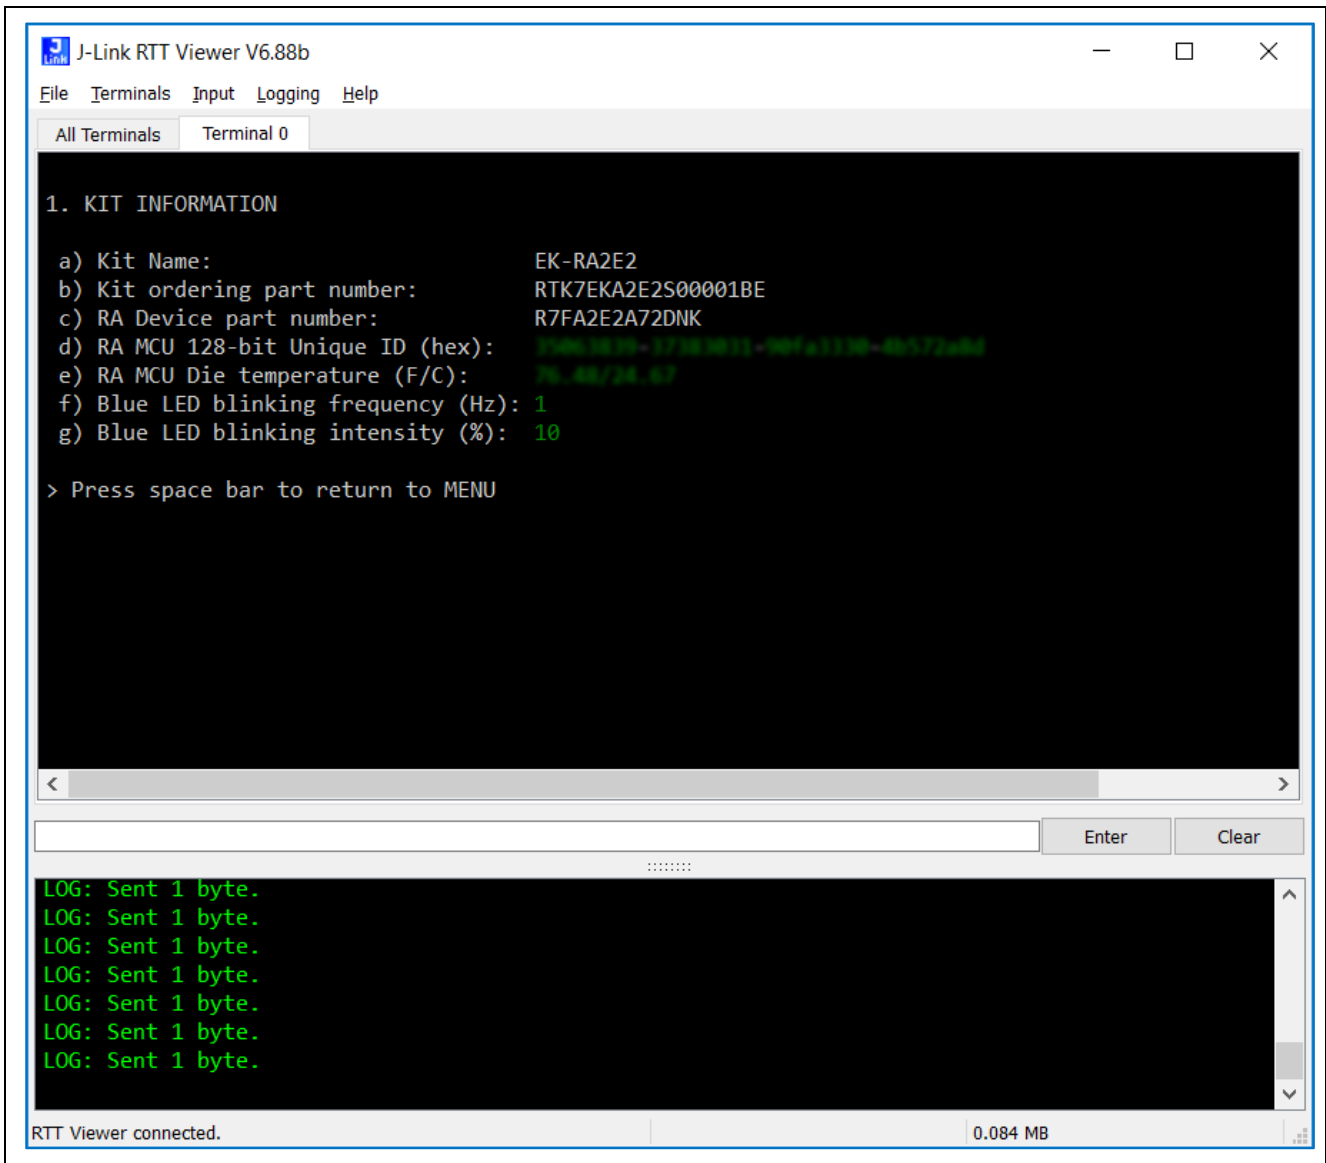 J-Link RTT Viewer V6.88b
File Terminals Input Logging Help
All Terminals Terminal 0
1. KIT INFORMATION
a) Kit Name: EK-RA2E2
b) Kit ordering part number: RTK7EKA2E2S00001BE
c) RA Device part number: R7FA2E2A72DNK
d) RA MCU 128-bit Unique ID (hex):
e) RA MCU Die temperature (F/C): 76.48/24.67
f) Blue LED blinking frequency (Hz): 1
g) Blue LED blinking intensity (%): 10
> Press space bar to return to MENU
Enter Clear
LOG: Sent 1 byte.
LOG: Sent 1 byte.
LOG: Sent 1 byte.
LOG: Sent 1 byte.
LOG: Sent 1 byte.
LOG: Sent 1 byte.
LOG: Sent 1 byte.
RTT Viewer connected. 0.084 MB